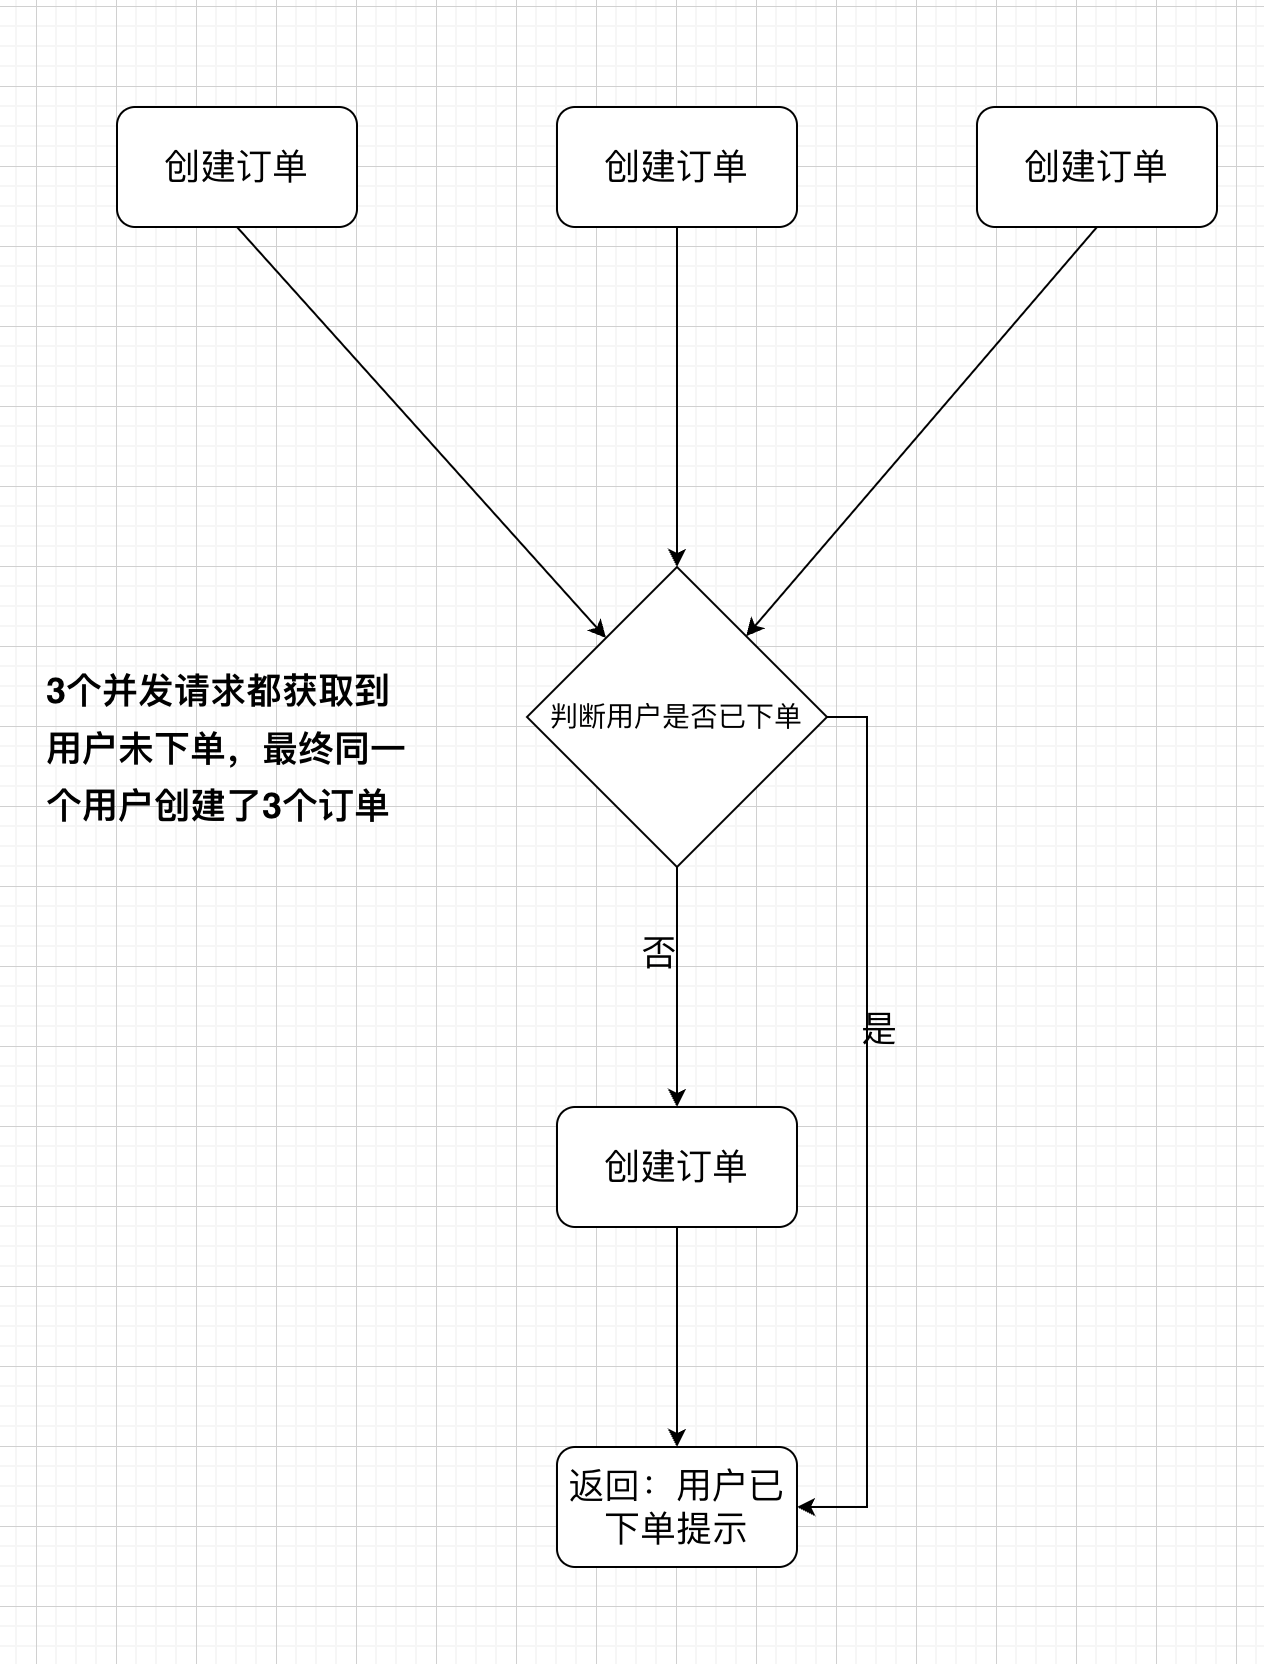 创建订单
创建订单
创建订单
3个并发请求都获取到
用户未下单，最终同一
个用户创建了3个订单
判断用户是否已下单
否
是
创建订单
返回：用户已
下单提示